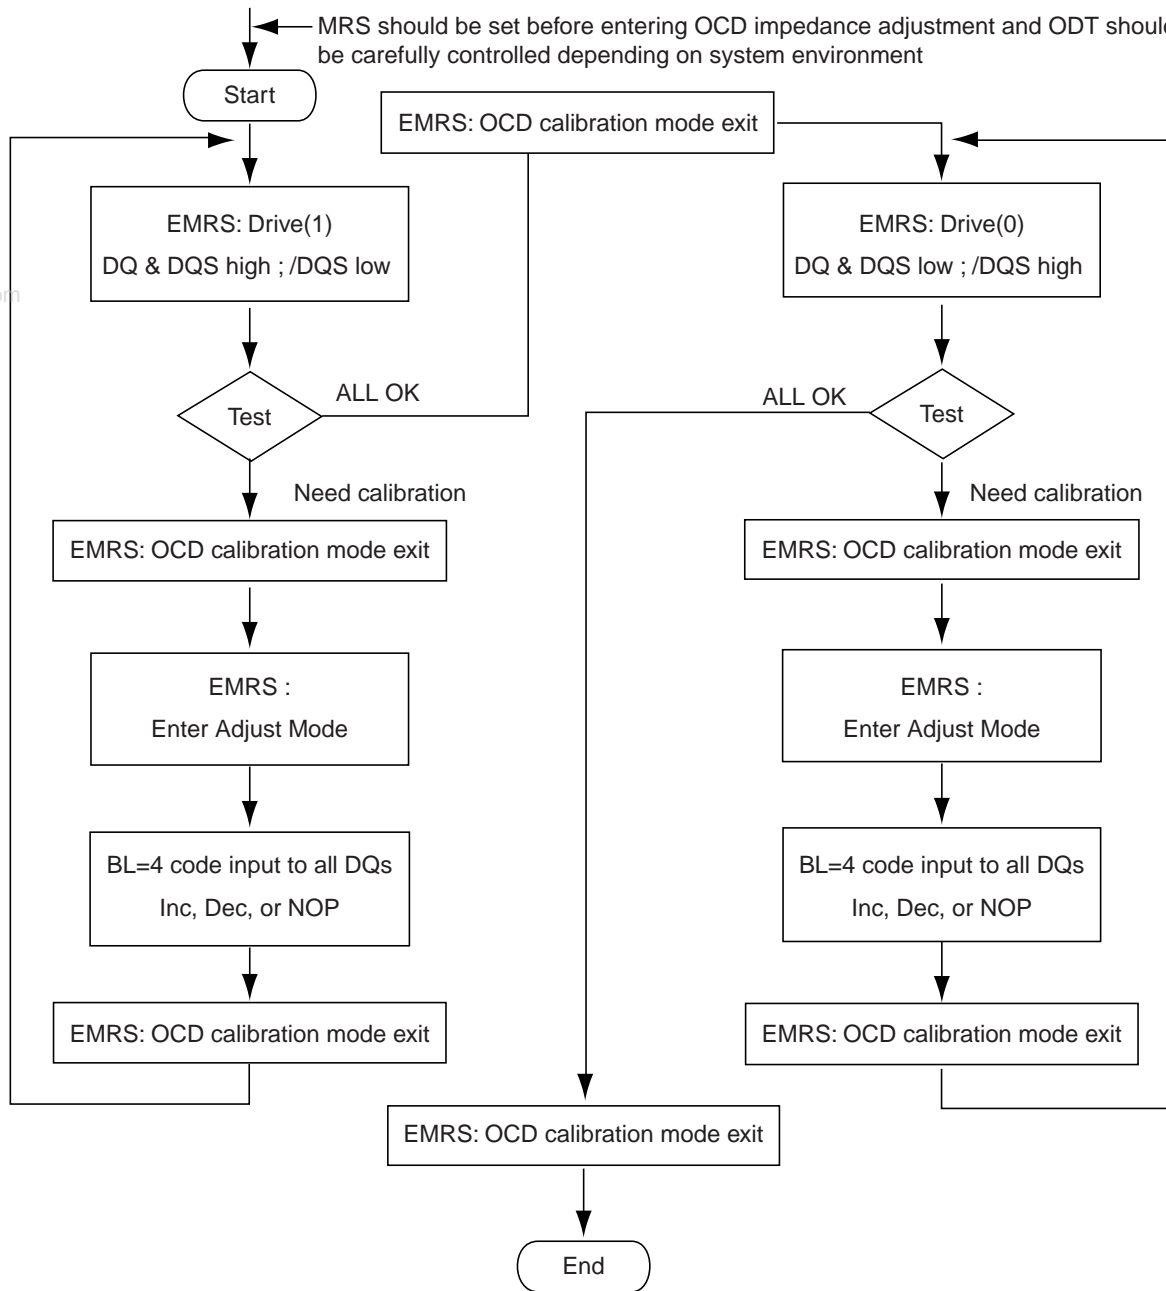 MRS should be set before entering OCD impedance adjustment and ODT should
be carefully controlled depending on system environment
Start
EMRS: OCD calibration mode exit
EMRS: Drive(1)
DQ & DQS high ; /DQS low
EMRS: Drive(0)
DQ & DQS low ; /DQS high
om
Test
ALL OK
ALL OK
Test
Need calibration
Need calibration
EMRS: OCD calibration mode exit
EMRS: OCD calibration mode exit
EMRS :
Enter Adjust Mode
EMRS :
Enter Adjust Mode
BL=4 code input to all DQs
Inc, Dec, or NOP
BL=4 code input to all DQs
Inc, Dec, or NOP
EMRS: OCD calibration mode exit
EMRS: OCD calibration mode exit
EMRS: OCD calibration mode exit
End